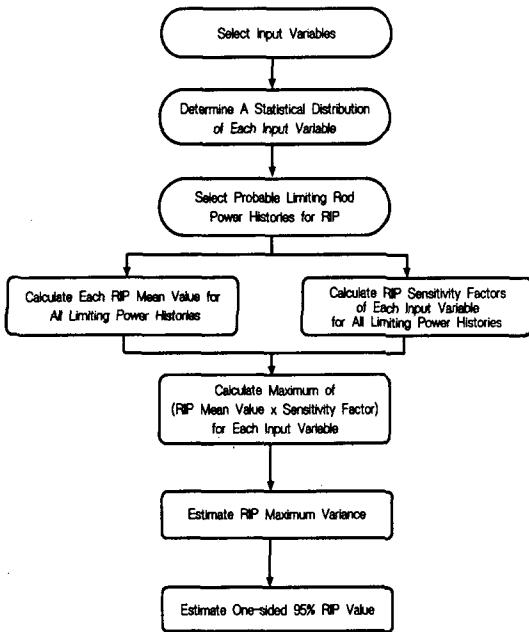 Select Input Variables
Determine A Statistical Distribution
of Each Input Variable
Select Probable Limiting Rod
Power Histories for RIP
Calculate Each RIP Mean Value for
All Limiting Power Histories
Calculate RIP Sensitivity Factors
of Each Input Variable
for All Limiting Power Histories
Calculate Maximum of
(RIP Mean Value x Sensitivity Factor)
for Each Input Variable
Estimate RIP Maximum Variance
Estimate One-sided 95% RIP Value